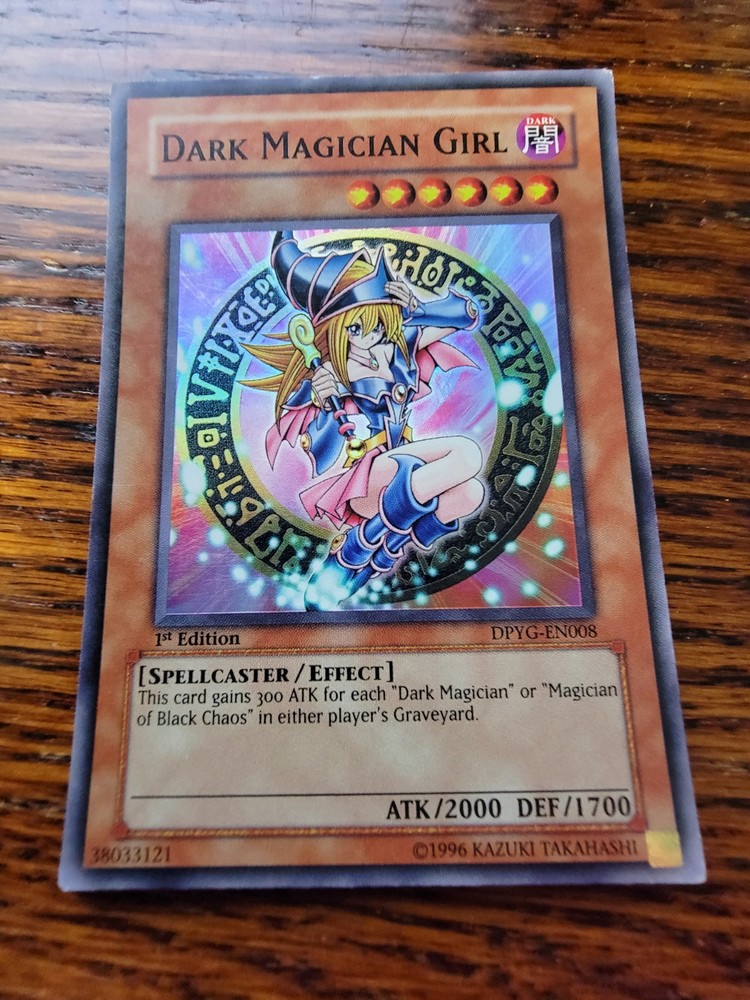 DARK MAGICIAN GIRL
DARK
闇
1st Edition
DPYG-EN008
[SPELLCASTER/EFFECT]
This card gains 300 ATK for each "Dark Magician" or "Magician
of Black Chaos" in either player's Graveyard.
ATK/2000 DEF/1700
38033121
©1996 KAZUKI TAKAHASHI